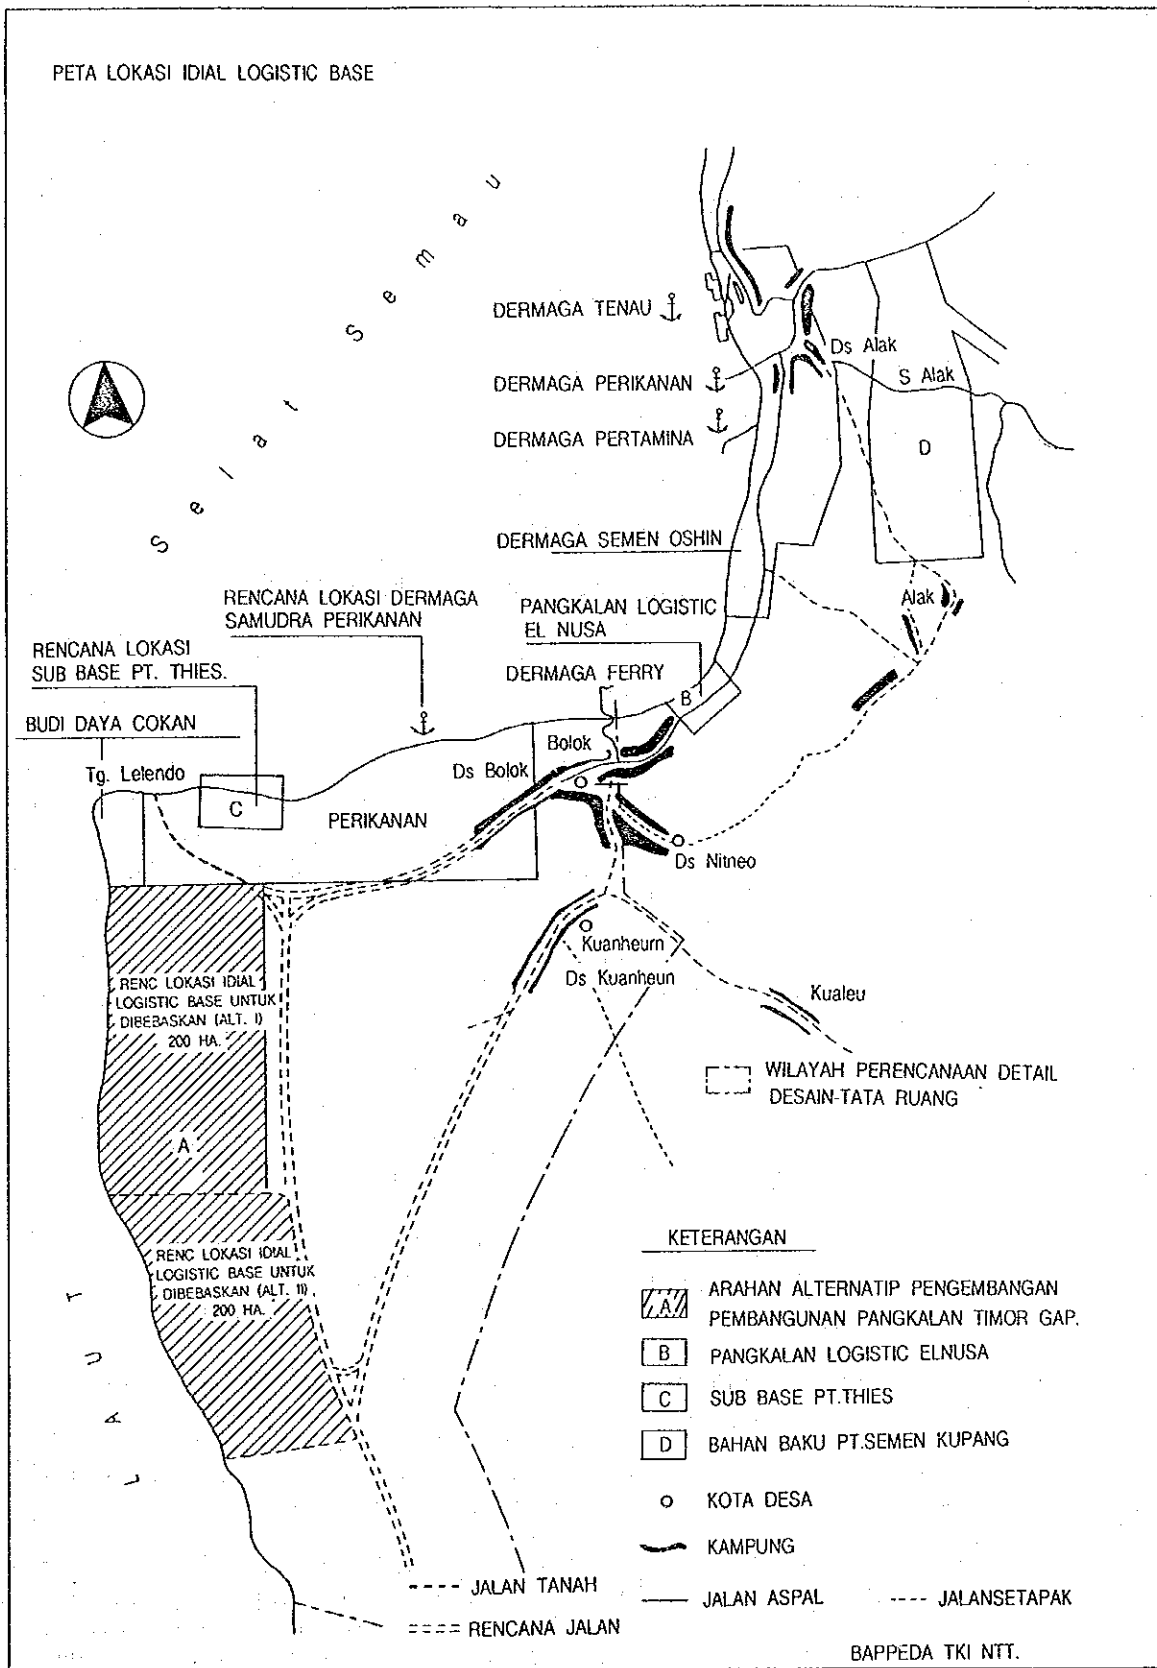 PETA LOKASI IDIAL LOGISTIC BASE
Selat Semau
DERMAGA TENAU
Ds Alak
DERMAGA PERIKANAN
S Alak
DERMAGA PERTAMINA
D
DERMAGA SEMEN OSHIN
RENCANA LOKASI DERMAGA
SAMUDRA PERIKANAN
PANGKALAN LOGISTIC
EL NUSA
Alak
RENCANA LOKASI
SUB BASE PT. THIES.
DERMAGA FERRY
B
BUDI DAYA COKAN
Bolok
Tg. Lelendo
Ds Bolok
C
PERIKANAN
Ds Nitneo
Kuanheurn
Ds Kuanheun
Kualeu
RENC LOKASI IDIAL
LOGISTIC BASE UNTUK
DIBEBASKAN (ALT. I)
200 HA.
A
WILAYAH PERENCANAAN DETAIL
DESAIN-TATA RUANG
RENC LOKASI IDIAL
LOGISTIC BASE UNTUK
DIBEBASKAN (ALT. II)
200 HA.
LAUT
KETERANGAN
A ARAHAN ALTERNATIP PENGEMBANGAN
PEMBANGUNAN PANGKALAN TIMOR GAP.
B PANGKALAN LOGISTIC ELNUSA
C SUB BASE PT.THIES
D BAHAN BAKU PT.SEMEN KUPANG
KOTA DESA
KAMPUNG
JALAN TANAH
JALAN ASPAL
JALANSETAPAK
RENCANA JALAN
BAPPEDA TKI NTT.